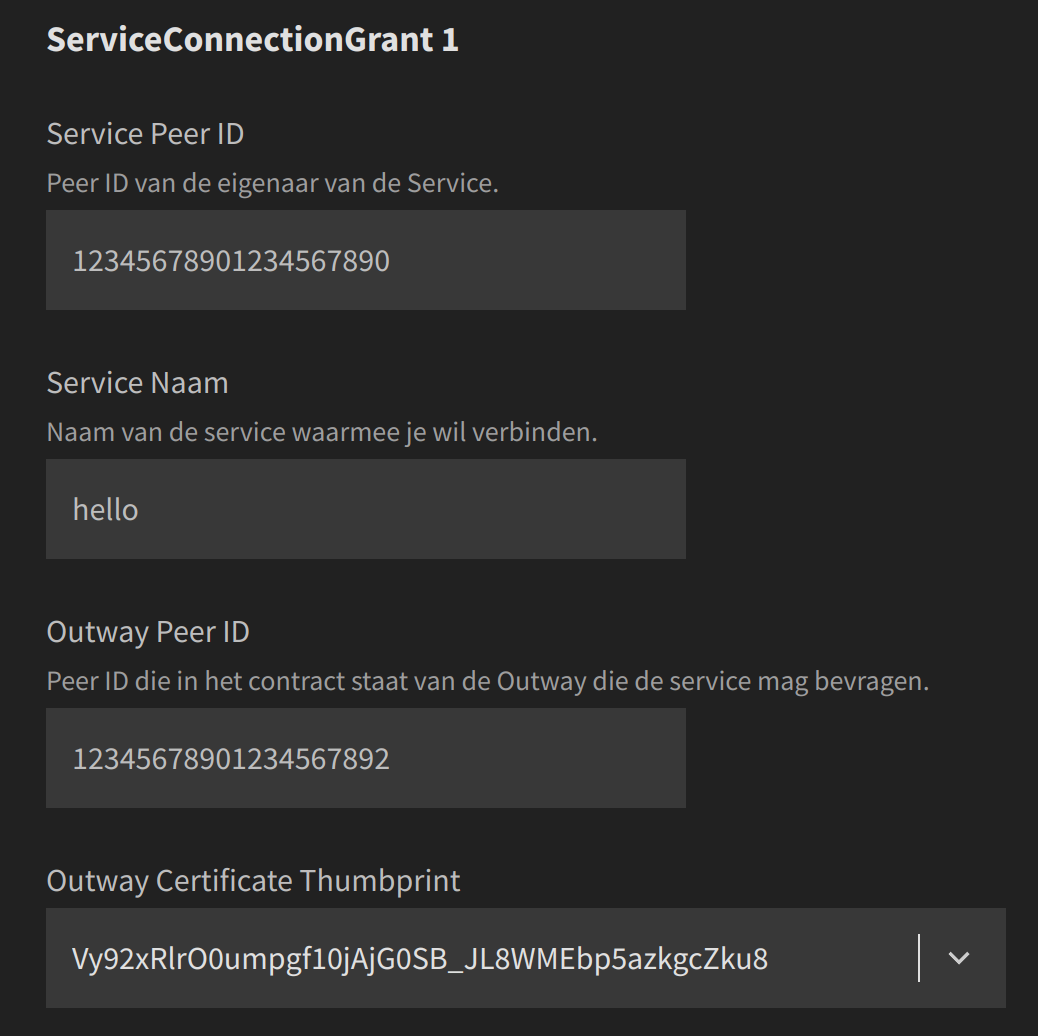 ServiceConnectionGrant 1
Service Peer ID
Peer ID van de eigenaar van de Service.
12345678901234567890
Service Naam
Naam van de service waarmee je wil verbinden.
hello
Outway Peer ID
Peer ID die in het contract staat van de Outway die de service mag bevragen.
12345678901234567892
Outway Certificate Thumbprint
Vy92xRlrO0umpgf10jAjG0SB_JL8WMEbp5azkgcZku8